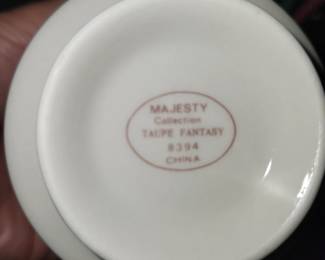 MAJESTY
Collection
TAUPE FANTASY
8394
CHINA